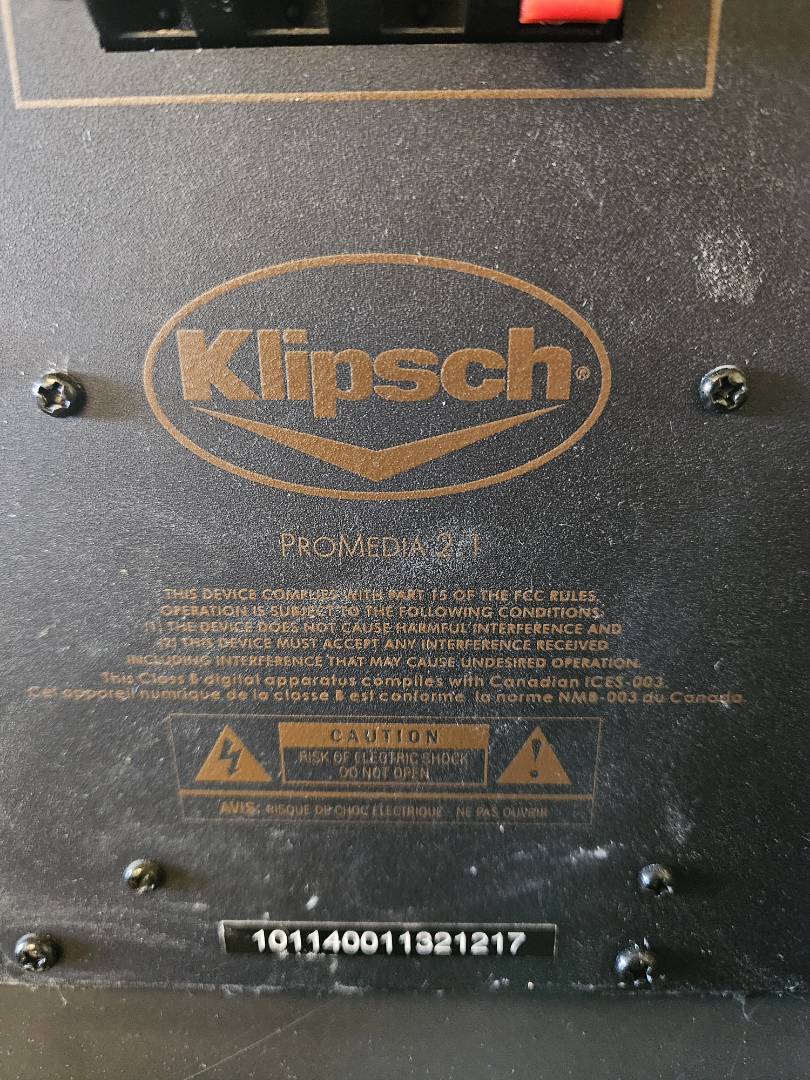 Klipsch®
PROMEDIA 2.1
THIS DEVICE COMPLIES WITH PART 15 OF THE FCC RULES.
OPERATION IS SUBJECT TO THE FOLLOWING CONDITIONS:
(1) THE DEVICE DOES NOT CAUSE HARMFUL INTERFERENCE AND
(2) THIS DEVICE MUST ACCEPT ANY INTERFERENCE RECEIVED
INCLUDING INTERFERENCE THAT MAY CAUSE UNDESIRED OPERATION.
This Class B digital apparatus complies with Canadian ICES-003.
Cet appareil numrique de la classe B est conforme la norme NMB-003 du Canada.
CAUTION
RISK OF ELECTRIC SHOCK
DO NOT OPEN
AVIS: RISQUE DE CHOC ELECTRIQUE NE PAS OUVRIR
101140011321217